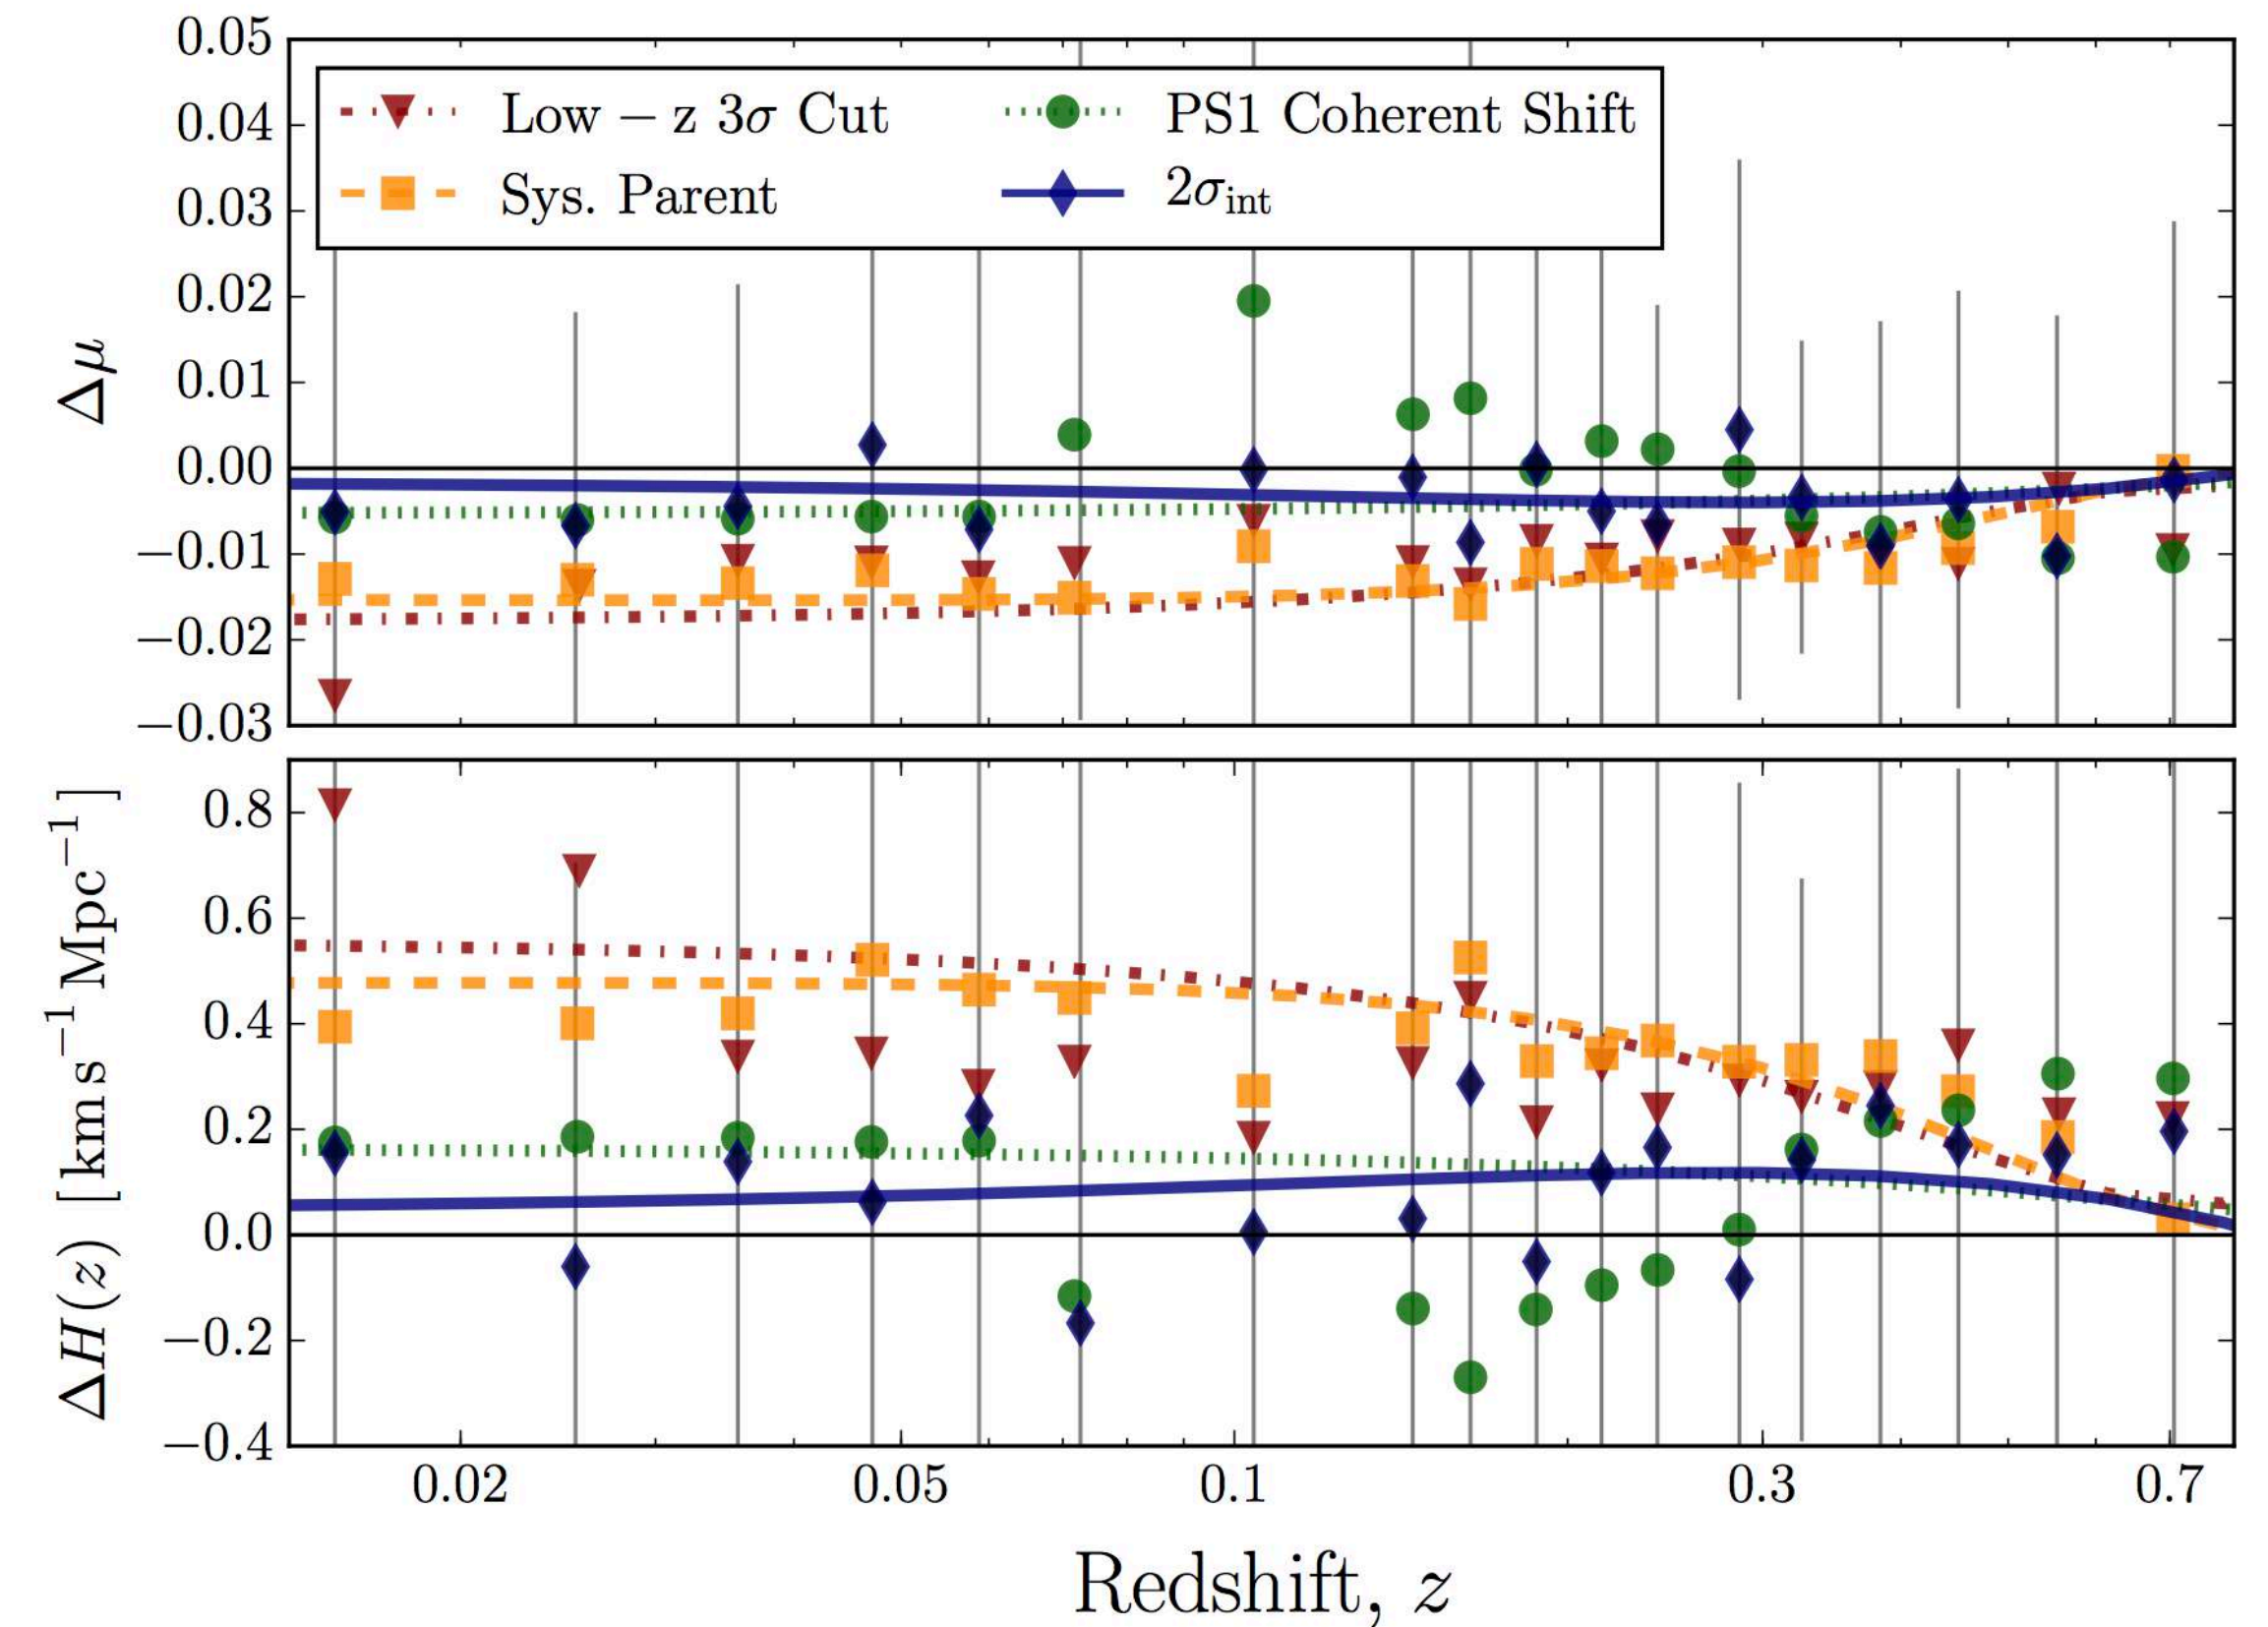 0.05
0.04
0.03
0.02
0.01
0.00
−0.01
−0.02
−0.03
Δμ
Low − z 3σ Cut
Sys. Parent
PS1 Coherent Shift
2σint
0.8
0.6
0.4
0.2
0.0
−0.2
−0.4
ΔH(z) [km s⁻¹ Mpc⁻¹]
0.02 0.05 0.1 0.3 0.7
Redshift, z